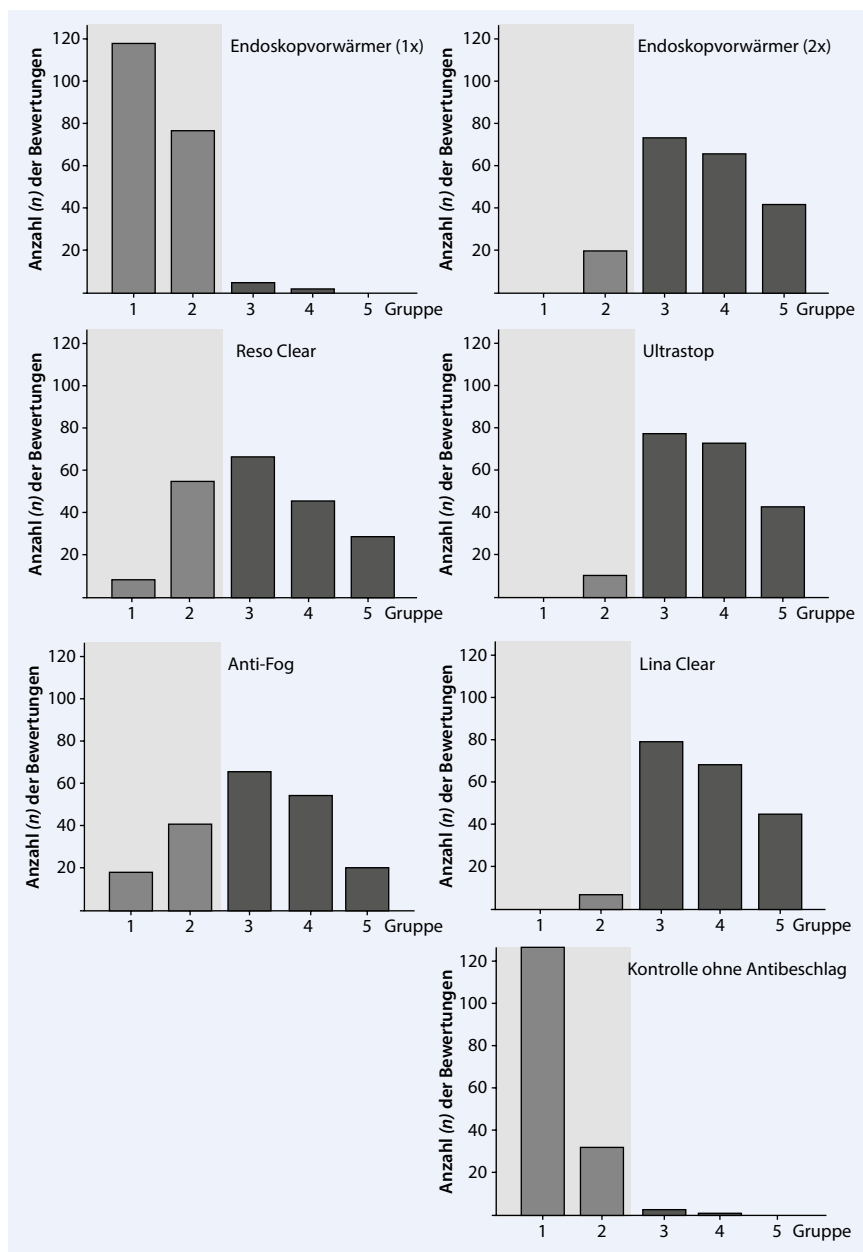 Endoskopvorwärmer (1x)
Anzahl (n) der Bewertungen
120
100
80
60
40
20
1 2 3 4 5 Gruppe
Endoskopvorwärmer (2x)
Anzahl (n) der Bewertungen
120
100
80
60
40
20
1 2 3 4 5 Gruppe
Reso Clear
Anzahl (n) der Bewertungen
120
100
80
60
40
20
1 2 3 4 5 Gruppe
Ultrastop
Anzahl (n) der Bewertungen
120
100
80
60
40
20
1 2 3 4 5 Gruppe
Anti-Fog
Anzahl (n) der Bewertungen
120
100
80
60
40
20
1 2 3 4 5 Gruppe
Lina Clear
Anzahl (n) der Bewertungen
120
100
80
60
40
20
1 2 3 4 5 Gruppe
Kontrolle ohne Antibeschlag
Anzahl (n) der Bewertungen
120
100
80
60
40
20
1 2 3 4 5 Gruppe